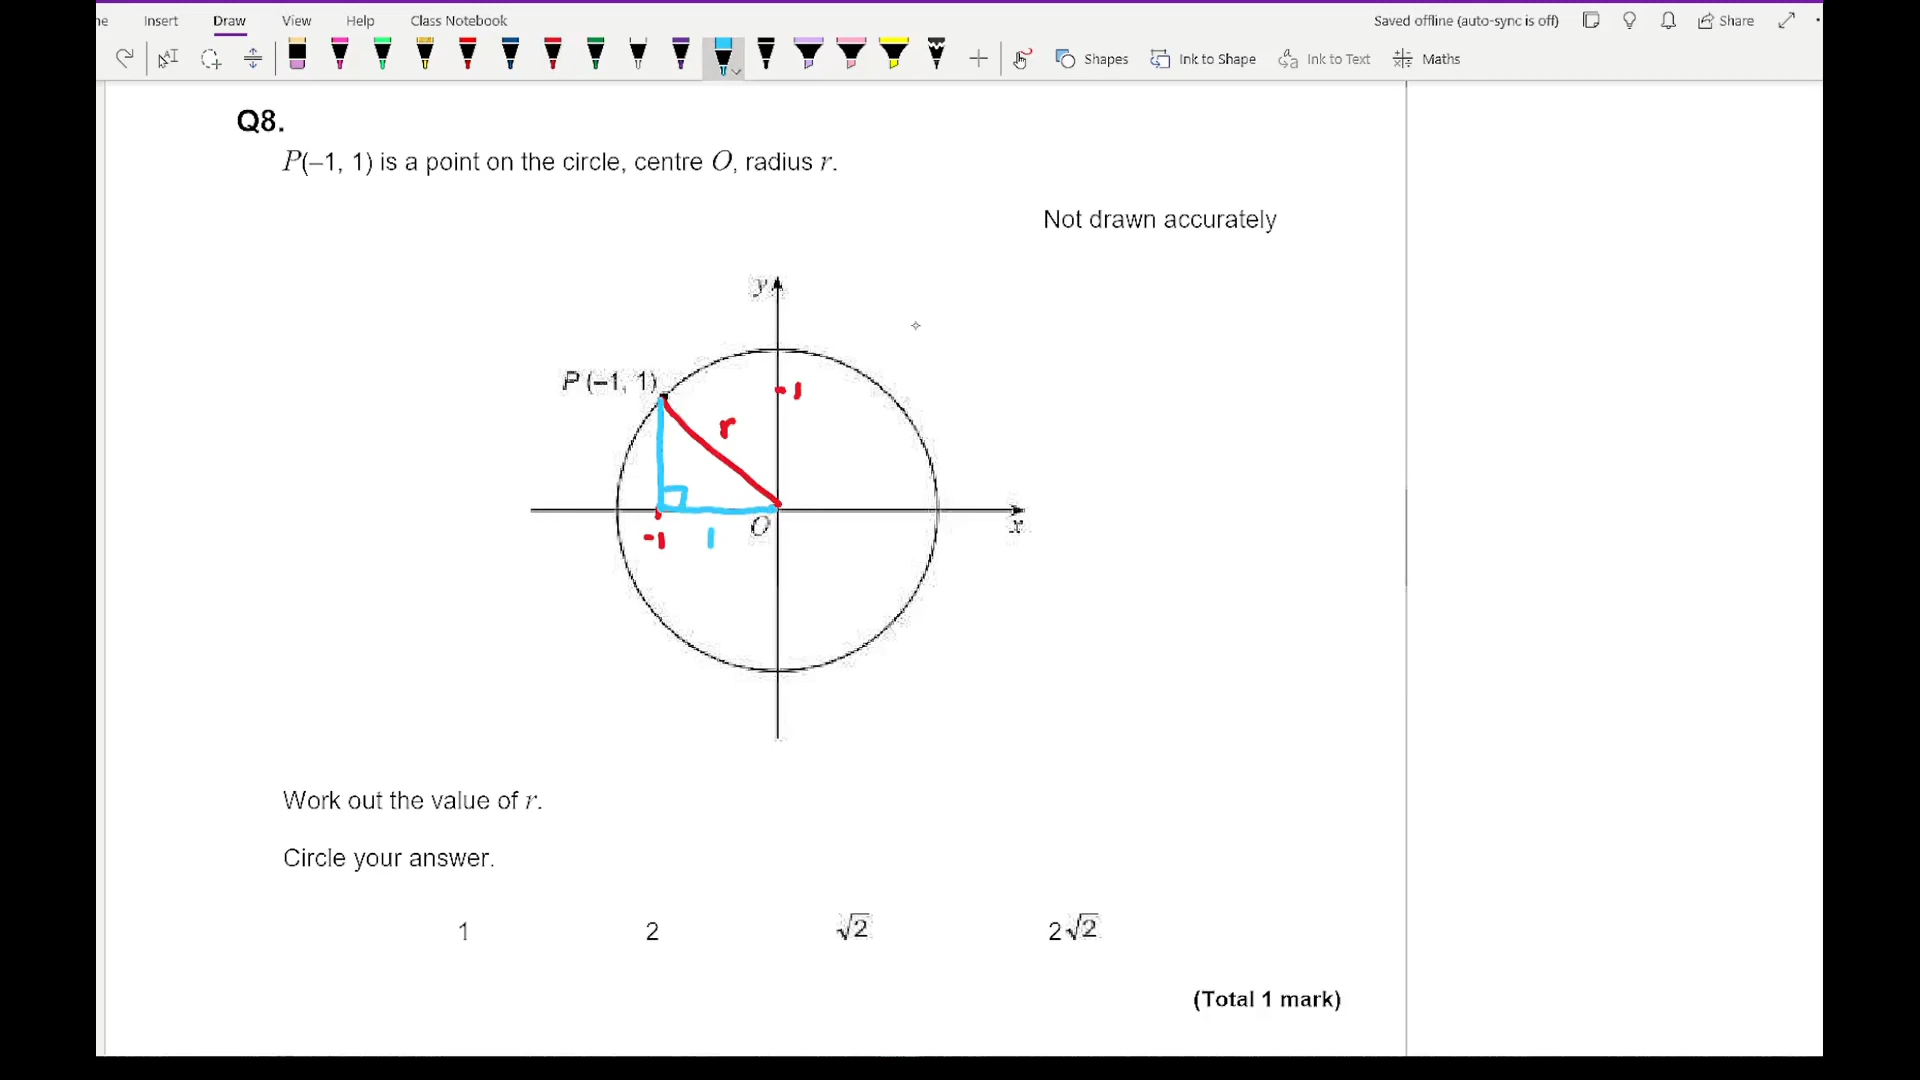 ne Insert Draw View Help Class Notebook Saved offline (auto-sync is off) Share
Shapes Ink to Shape Ink to Text Maths
Q8.
P(–1, 1) is a point on the circle, centre O, radius r.
Not drawn accurately
y
P (–1, 1)
-1
r
O
x
-1 1
Work out the value of r.
Circle your answer.
1 2 √2 2√2
(Total 1 mark)